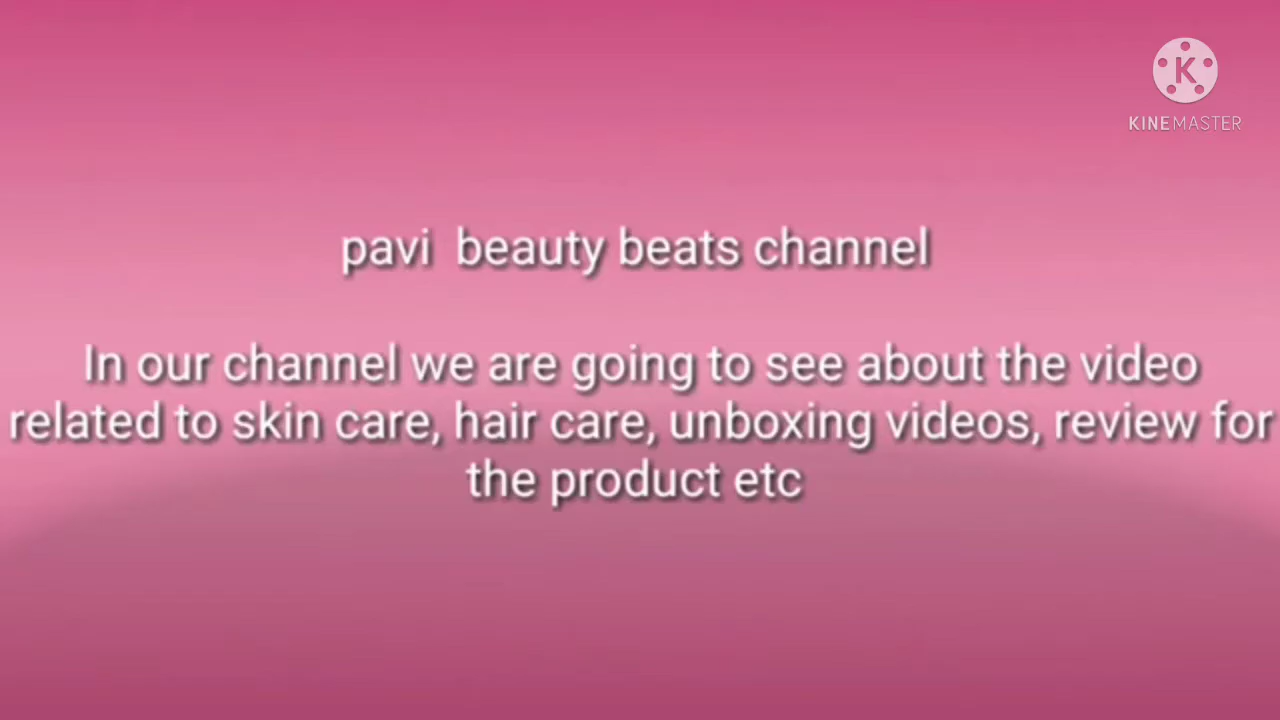 K
KINEMASTER
pavi  beauty beats channel
In our channel we are going to see about the video
related to skin care, hair care, unboxing videos, review for
the product etc